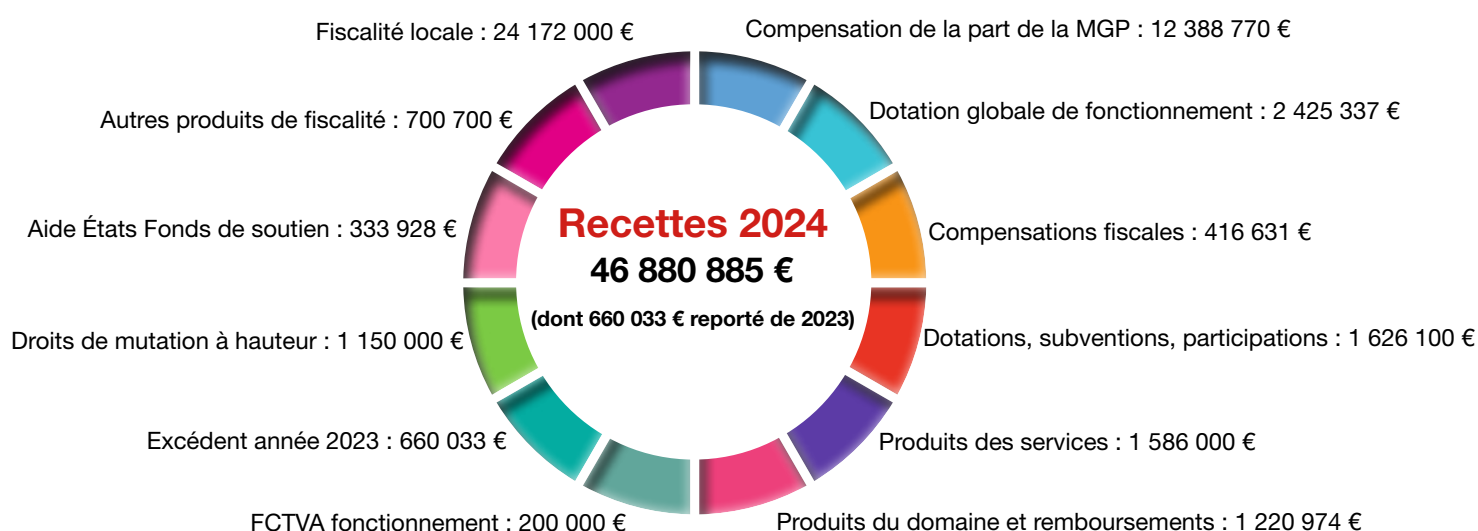 Fiscalité locale : 24 172 000 €
Compensation de la part de la MGP : 12 388 770 €
Autres produits de fiscalité : 700 700 €
Dotation globale de fonctionnement : 2 425 337 €
Aide États Fonds de soutien : 333 928 €
Recettes 2024
46 880 885 €
(dont 660 033 € reporté de 2023)
Compensations fiscales : 416 631 €
Droits de mutation à hauteur : 1 150 000 €
Dotations, subventions, participations : 1 626 100 €
Excédent année 2023 : 660 033 €
Produits des services : 1 586 000 €
FCTVA fonctionnement : 200 000 €
Produits du domaine et remboursements : 1 220 974 €